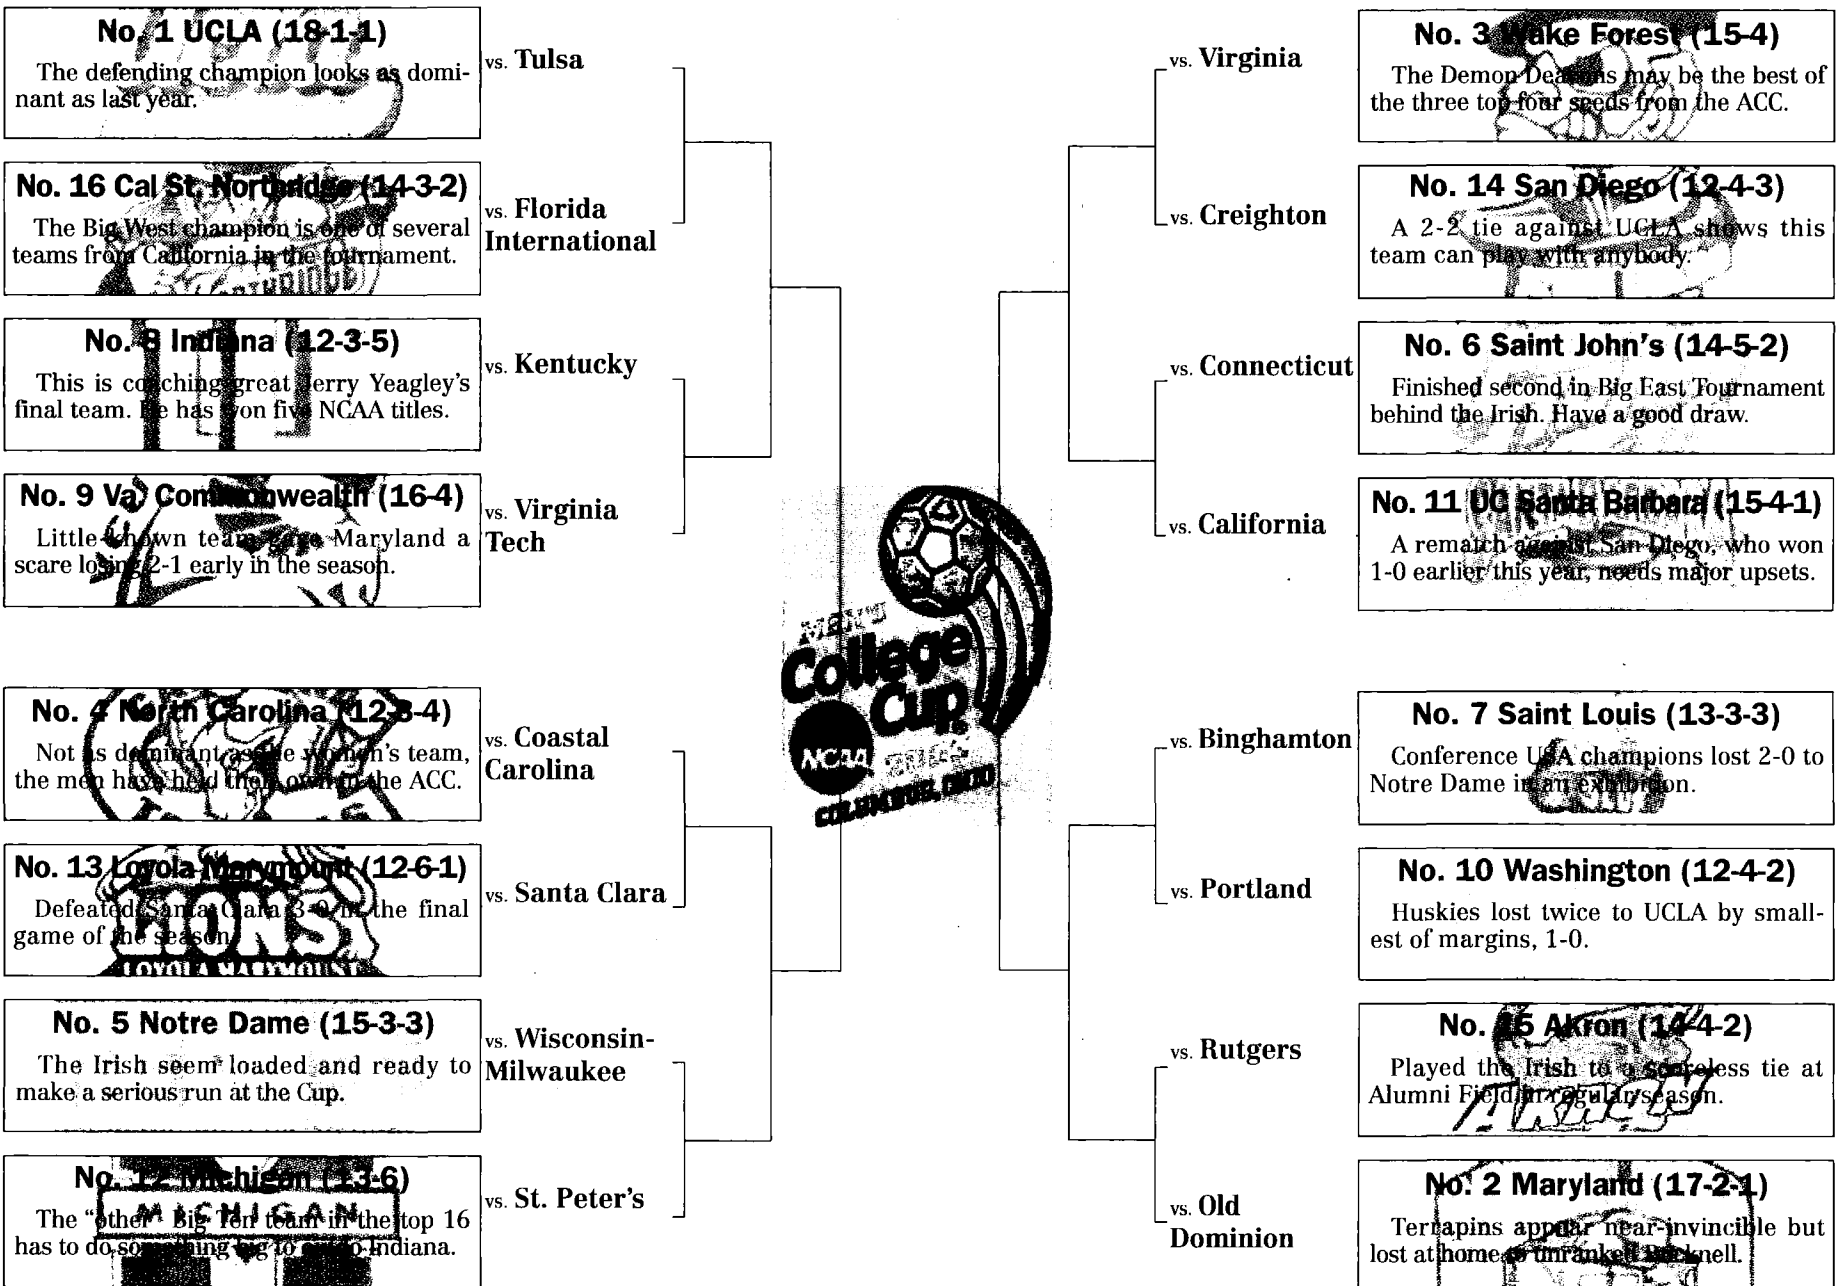 No. 1 UCLA (18-1-1)
The defending champion looks as domi-
nant as last year.
vs. Tulsa
No. 16 Cal St. Northridge (14-3-2)
The Big West champion is one of several
teams from California in the tournament.
vs. Florida
International
No. 8 Indiana (12-3-5)
This is coaching great Jerry Yeagley's
final team. He has won five NCAA titles.
vs. Kentucky
No. 9 Va. Commonwealth (16-4)
Little-known team gave Maryland a
scare losing 2-1 early in the season.
vs. Virginia
Tech
No. 4 North Carolina (12-3-4)
Not as dominant as the women's team,
the men have held their own in the ACC.
vs. Coastal
Carolina
No. 13 Loyola Marymount (12-6-1)
Defeated Santa Clara 3-0 in the final
game of the season.
LIONS
LOYOLA MARYMOUNT
vs. Santa Clara
No. 5 Notre Dame (15-3-3)
The Irish seem loaded and ready to
make a serious run at the Cup.
vs. Wisconsin-
Milwaukee
No. 12 Michigan (13-6)
MICHIGAN
The "other" Big Ten team in the top 16
has to do something big to outdo Indiana.
vs. St. Peter's
MEN'S
College
Cup
NCAA
COLUMBUS, OHIO
vs. Virginia
No. 3 Wake Forest (15-4)
The Demon Deacons may be the best of
the three top four seeds from the ACC.
vs. Creighton
No. 14 San Diego (12-4-3)
A 2-2 tie against UCLA shows this
team can play with anybody.
vs. Connecticut
No. 6 Saint John's (14-5-2)
Finished second in Big East Tournament
behind the Irish. Have a good draw.
vs. California
No. 11 UC Santa Barbara (15-4-1)
A rematch against San Diego, who won
1-0 earlier this year, needs major upsets.
vs. Binghamton
No. 7 Saint Louis (13-3-3)
Conference USA champions lost 2-0 to
Notre Dame in an exhibition.
vs. Portland
No. 10 Washington (12-4-2)
Huskies lost twice to UCLA by small-
est of margins, 1-0.
vs. Rutgers
No. 15 Akron (14-4-2)
Played the Irish to a scoreless tie at
Alumni Field in regular season.
vs. Old
Dominion
No. 2 Maryland (17-2-1)
Terrapins appear near-invincible but
lost at home to unranked Bucknell.